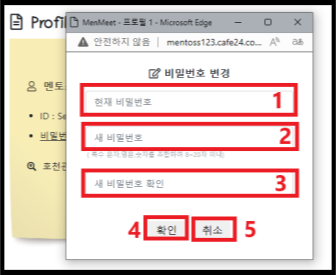 Profil
MenMeet - 프로필 1 - Microsoft Edge
안전하지 않음 | mentoss123.cafe24.co...
비밀번호 변경
멘토
현재 비밀번호 1
ID : Se
새 비밀번호 2
비밀번
새 비밀번호 확인 3
포전관
4 확인 취소 5